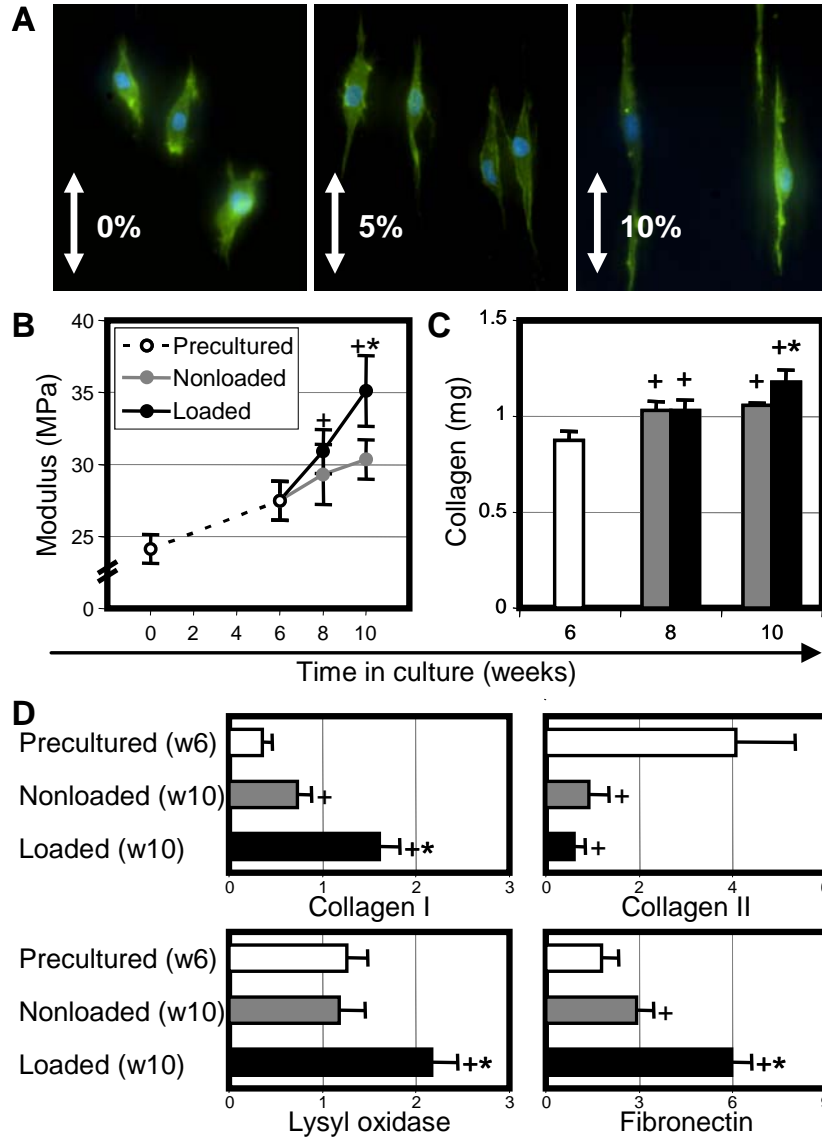 A
0%
5%
10%
B
40
35
30
25
0
Modulus (MPa)
Precultured
Nonloaded
Loaded
+
+*
0 2 4 6 8 10
C
1.5
1
0.5
0
Collagen (mg)
+ +
+ +*
6 8 10
Time in culture (weeks)
D
Precultured (w6)
Nonloaded (w10)
+
Loaded (w10)
+*
0 1 2 3
Collagen I
+
+
0 2 4
Collagen II
Precultured (w6)
Nonloaded (w10)
Loaded (w10)
+*
0 1 2 3
Lysyl oxidase
+
+*
0 3 6
Fibronectin